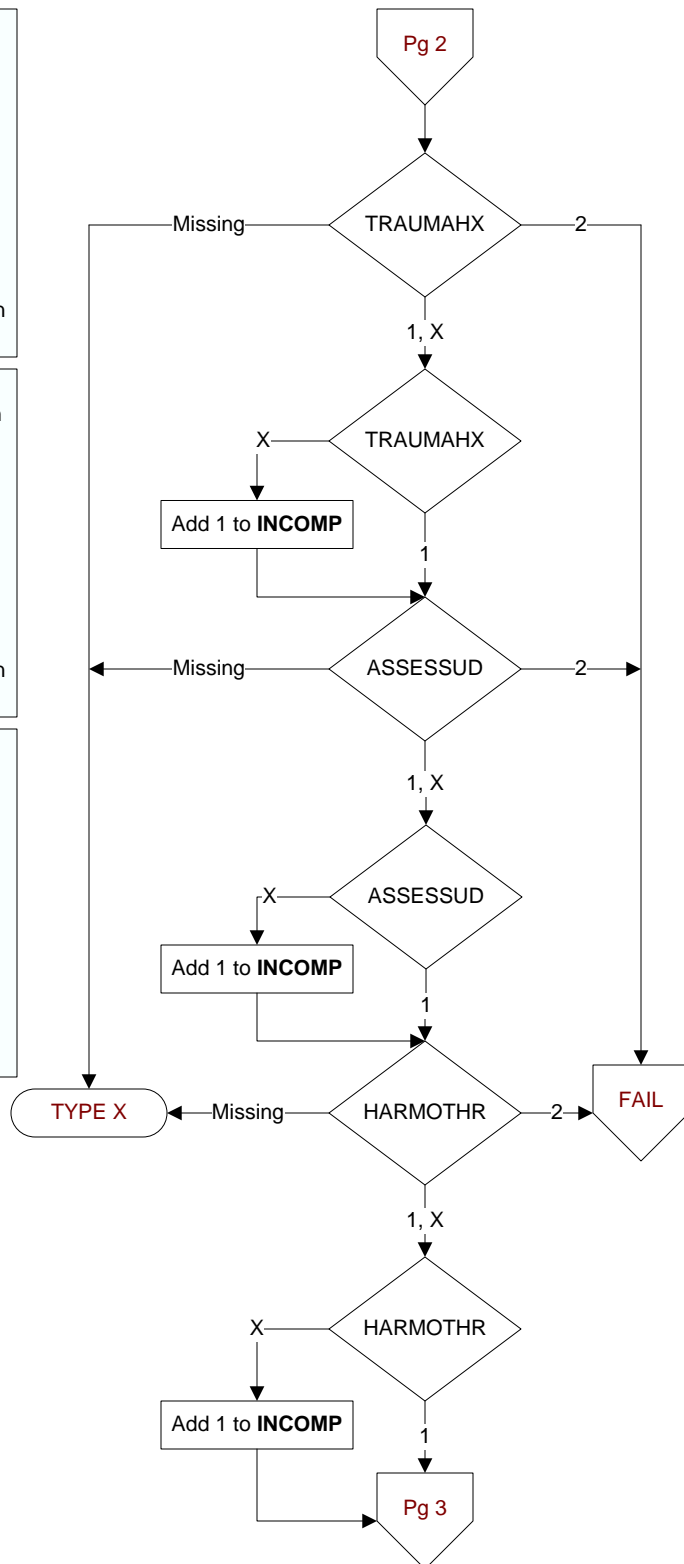 Pg 2
Missing
TRAUMAHX
2
n
1, X
n
X
TRAUMAHX
Add 1 to INCOMP
1
Missing
ASSESSUD
2
n
1, X
X
ASSESSUD
Add 1 to INCOMP
1
TYPE X
Missing
HARMOTHR
2
FAIL
1, X
X
HARMOTHR
Add 1 to INCOMP
1
Pg 3